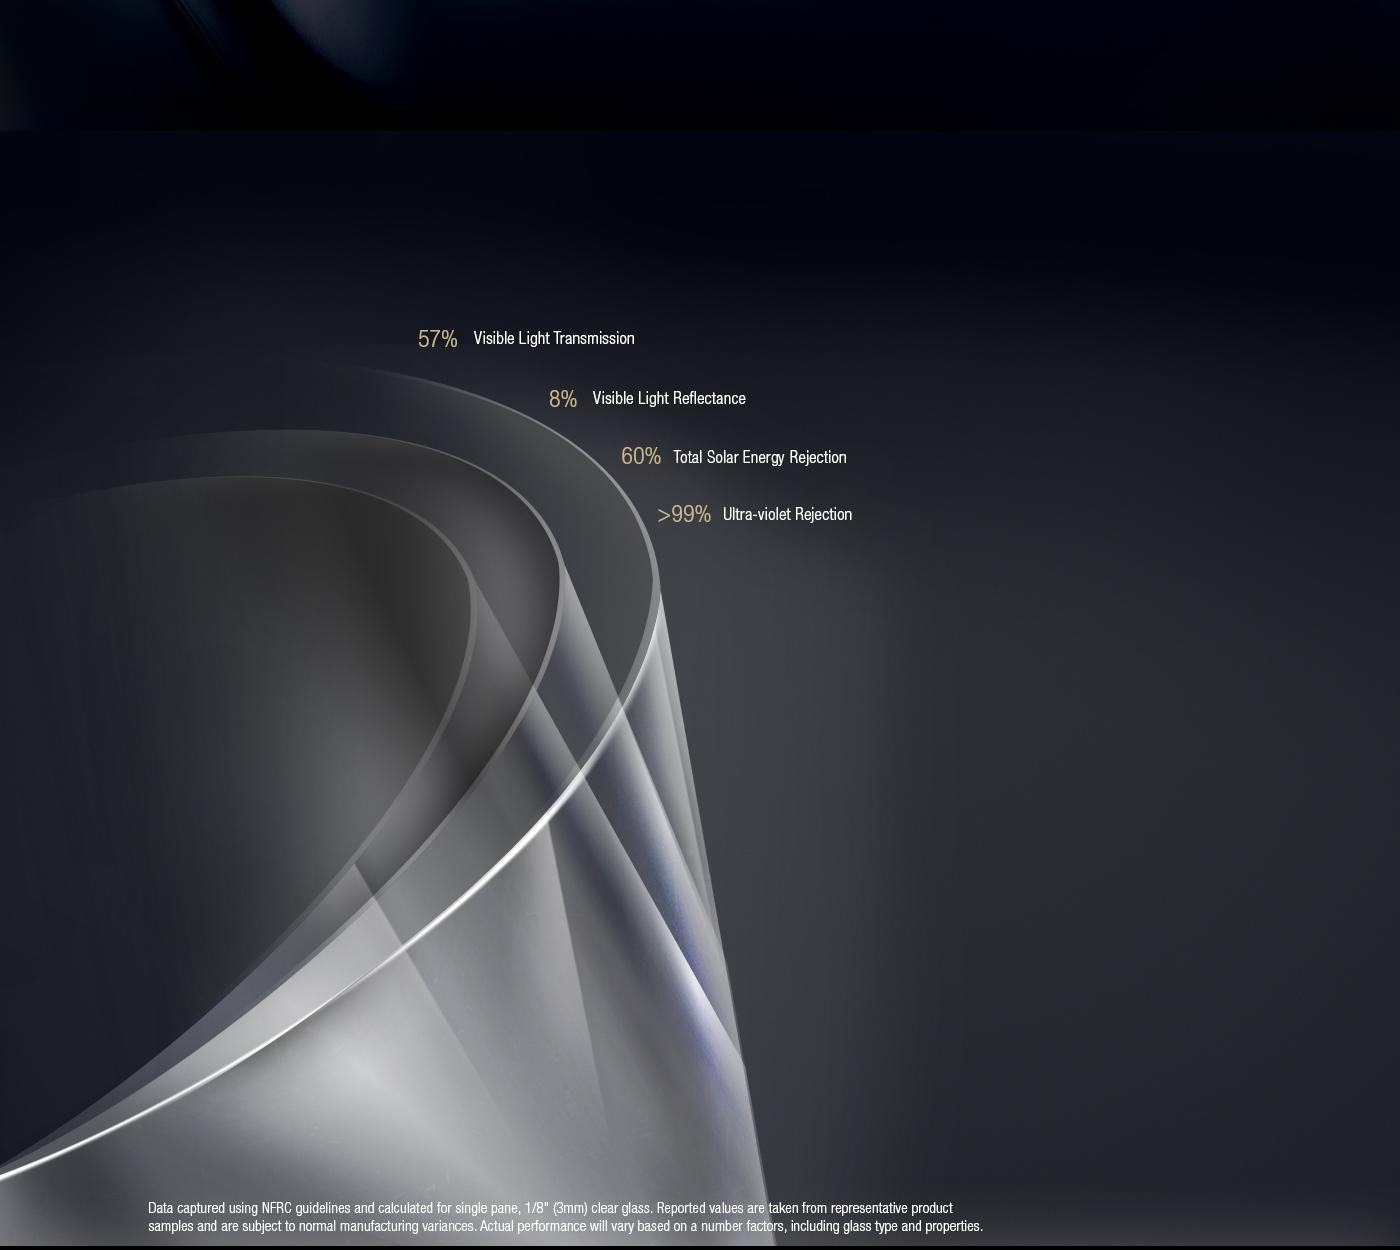 57% Visible Light Transmission
8% Visible Light Reflectance
60% Total Solar Energy Rejection
>99% Ultra-violet Rejection
Data captured using NFRC guidelines and calculated for single pane, 1/8" (3mm) clear glass. Reported values are taken from representative product
samples and are subject to normal manufacturing variances. Actual performance will vary based on a number factors, including glass type and properties.